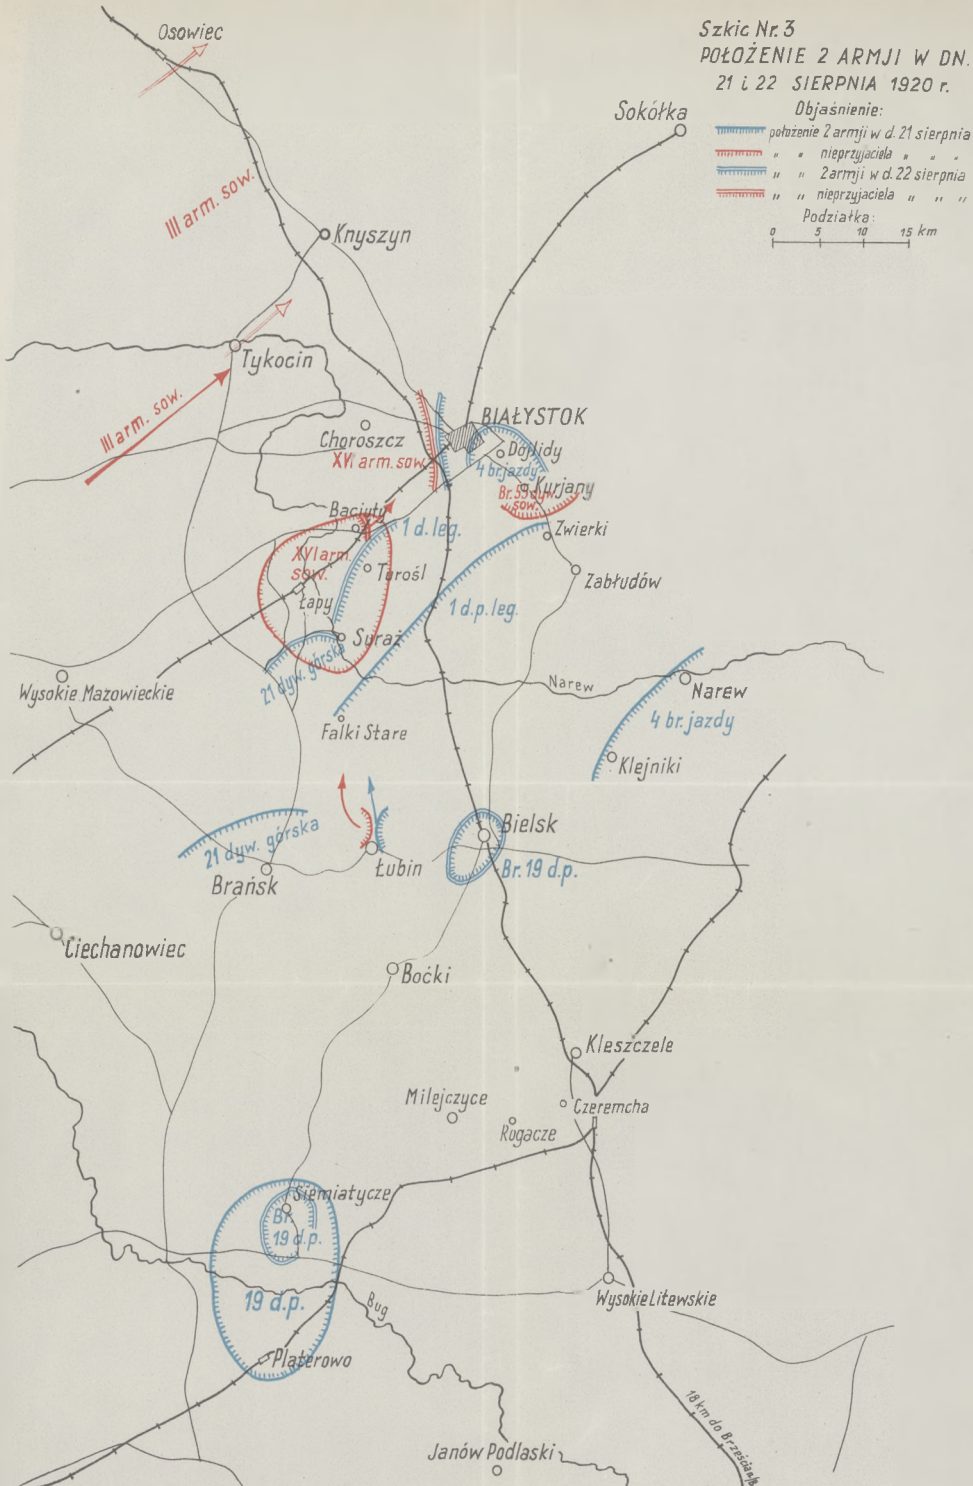 Szkic Nr. 3
POŁOŻENIE 2 ARMJI W DN.
21 i 22 SIERPNIA 1920 r.
Objaśnienie:
położenie 2 armji w d. 21 sierpnia
" " nieprzyjaciela " " "
" " 2 armji w d. 22 sierpnia
" " nieprzyjaciela " " "
Podziałka:
0 5 10 15 km
Osowiec
Sokółka
III arm. sow.
Knyszyn
Tykocin
III arm. sow.
BIAŁYSTOK
Choroszcz
Dojlidy
XVI arm. sow.
4 br. jazdy
Kurjany
Br. 55 dyw.
sow.
Baciuty
1 d. leg.
Zwierki
XVI arm.
sow.
Turośl
Zabłudów
Łapy
1 d. p. leg.
Suraż
21 dyw. górska
Narew
Narew
Wysokie Mazowieckie
4 br. jazdy
Falki Stare
Klejniki
Bielsk
21 dyw. górska
Łubin
Br. 19 d.p.
Brańsk
Ciechanowiec
Boćki
Kleszczele
Milejczyce
Czeremcha
Rogacze
Siemiatycze
Br.
19 d.p.
19 d.p.
Bug
Wysokie Litewskie
Platerowo
18 km do Brześcia n/B
Janów Podlaski